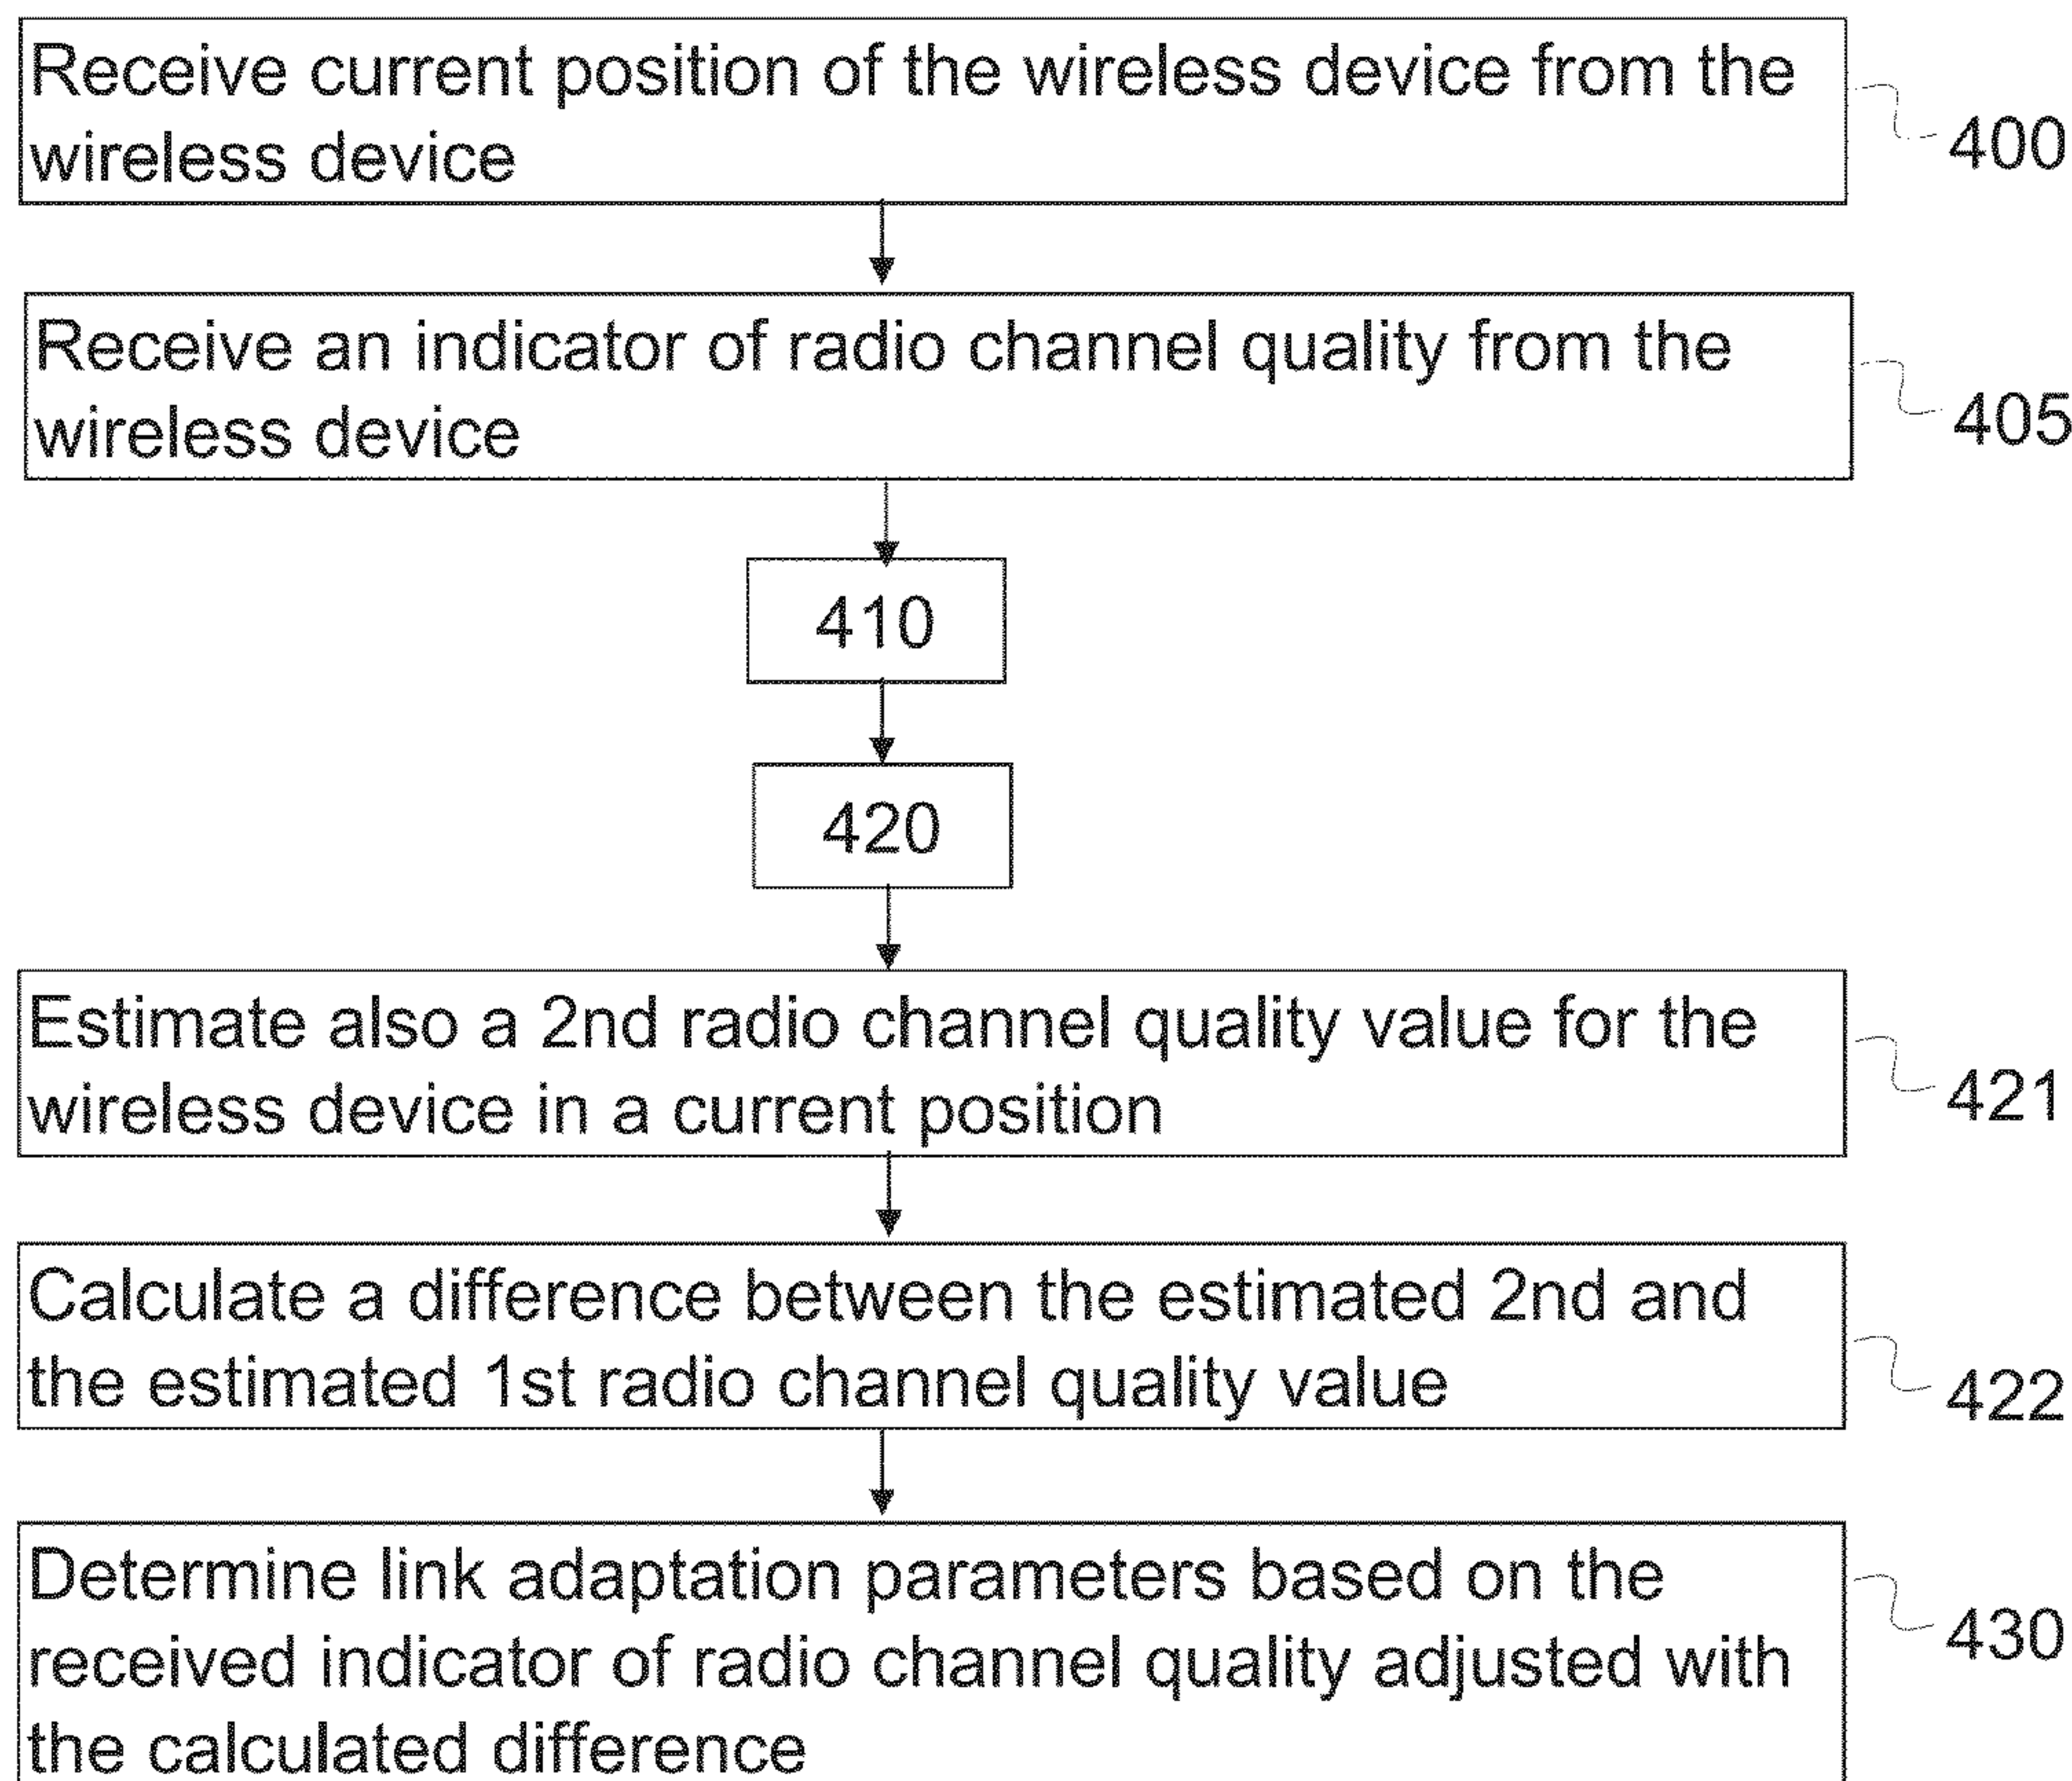 Receive current position of the wireless device from the
wireless device
400
Receive an indicator of radio channel quality from the
wireless device
405
410
420
Estimate also a 2nd radio channel quality value for the
wireless device in a current position
421
Calculate a difference between the estimated 2nd and
the estimated 1st radio channel quality value
422
Determine link adaptation parameters based on the
received indicator of radio channel quality adjusted with
the calculated difference
430